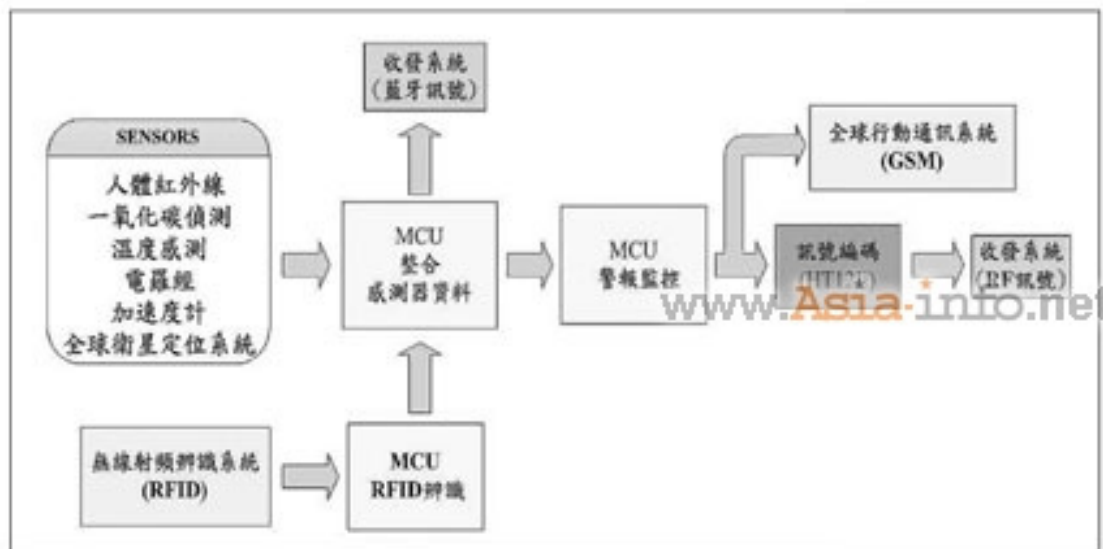 收發系統
(藍牙訊號)
SENSORS
人體紅外線
一氧化碳偵測
溫度感測
電羅經
加速度計
全球衛星定位系統
MCU
整合
感測器資料
MCU
警報監控
全球行動通訊系統
(GSM)
訊號編碼
(HT12E)
收發系統
(RF訊號)
www.Asia-info.net
無線射頻辨識系統
(RFID)
MCU
RFID辨識